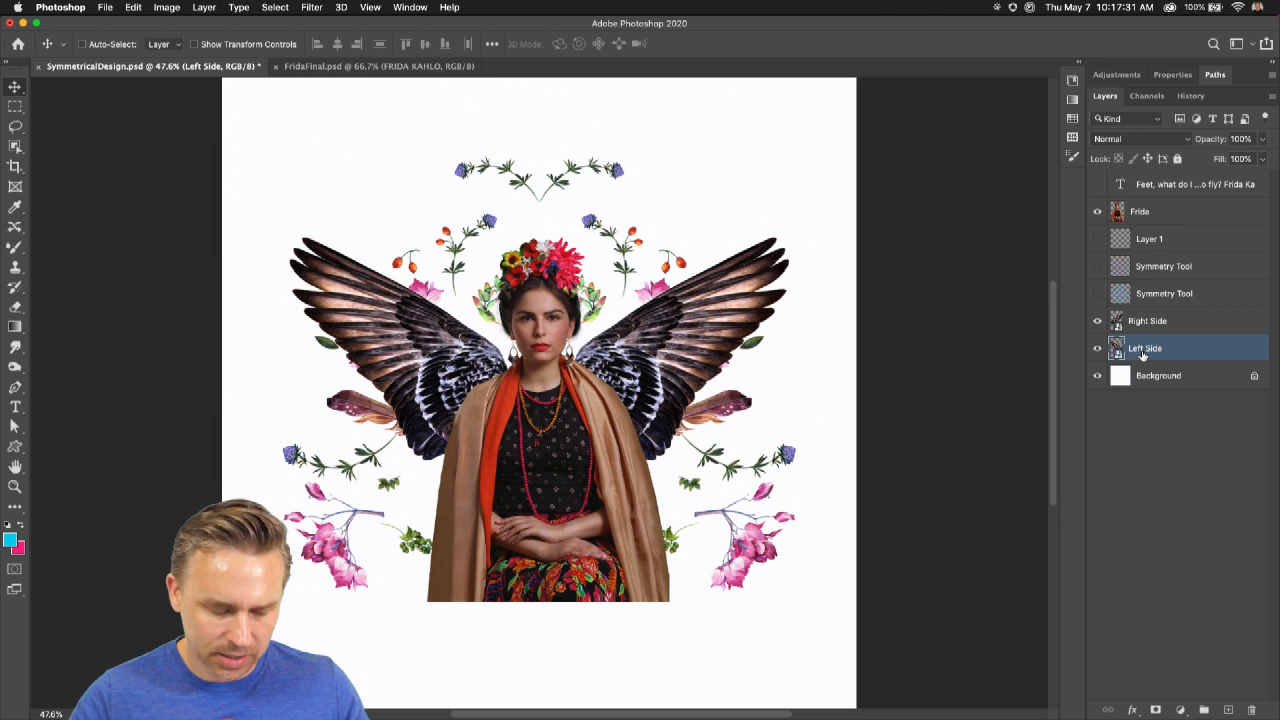 Photoshop File Edit Image Layer Type Select Filter 3D View Window Help 100% Thu May 7 10:17:31 AM
Adobe Photoshop 2020
Auto-Select: Layer Show Transform Controls 3D Mode:
× SymmetricalDesign.psd @ 47.6% (Left Side, RGB/8) * × FridaFinal.psd @ 66.7% (FRIDA KAHLO, RGB/8)
Adjustments Properties Paths
Layers Channels History
Kind
Normal Opacity: 100%
Lock: Fill: 100%
Feet, what do I ...o fly? Frida Ka
Frida
Layer 1
Symmetry Tool
Symmetry Tool
Right Side
Left Side
Background
47.6%